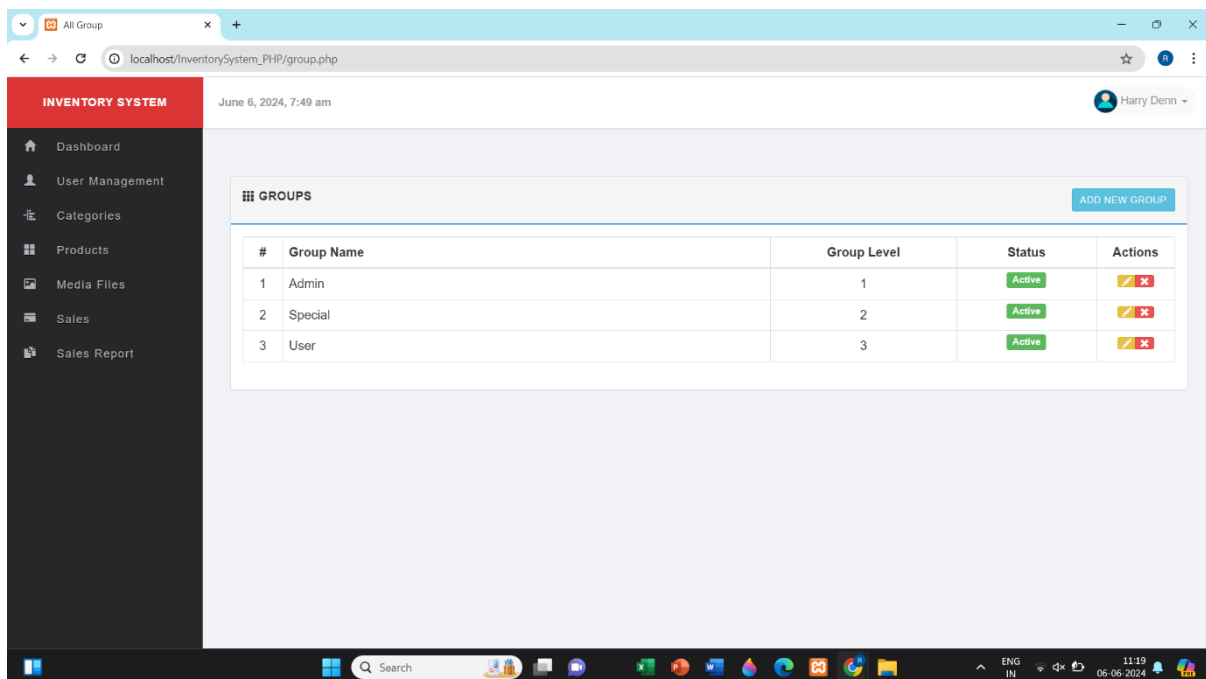 All Group
localhost/InventorySystem_PHP/group.php
R
INVENTORY SYSTEM
June 6, 2024, 7:49 am
Harry Denn
Dashboard
User Management
Categories
Products
Media Files
Sales
Sales Report
GROUPS
ADD NEW GROUP
# Group Name Group Level Status Actions
1 Admin 1 Active
2 Special 2 Active
3 User 3 Active
Search
ENG
IN
11:19
06-06-2024